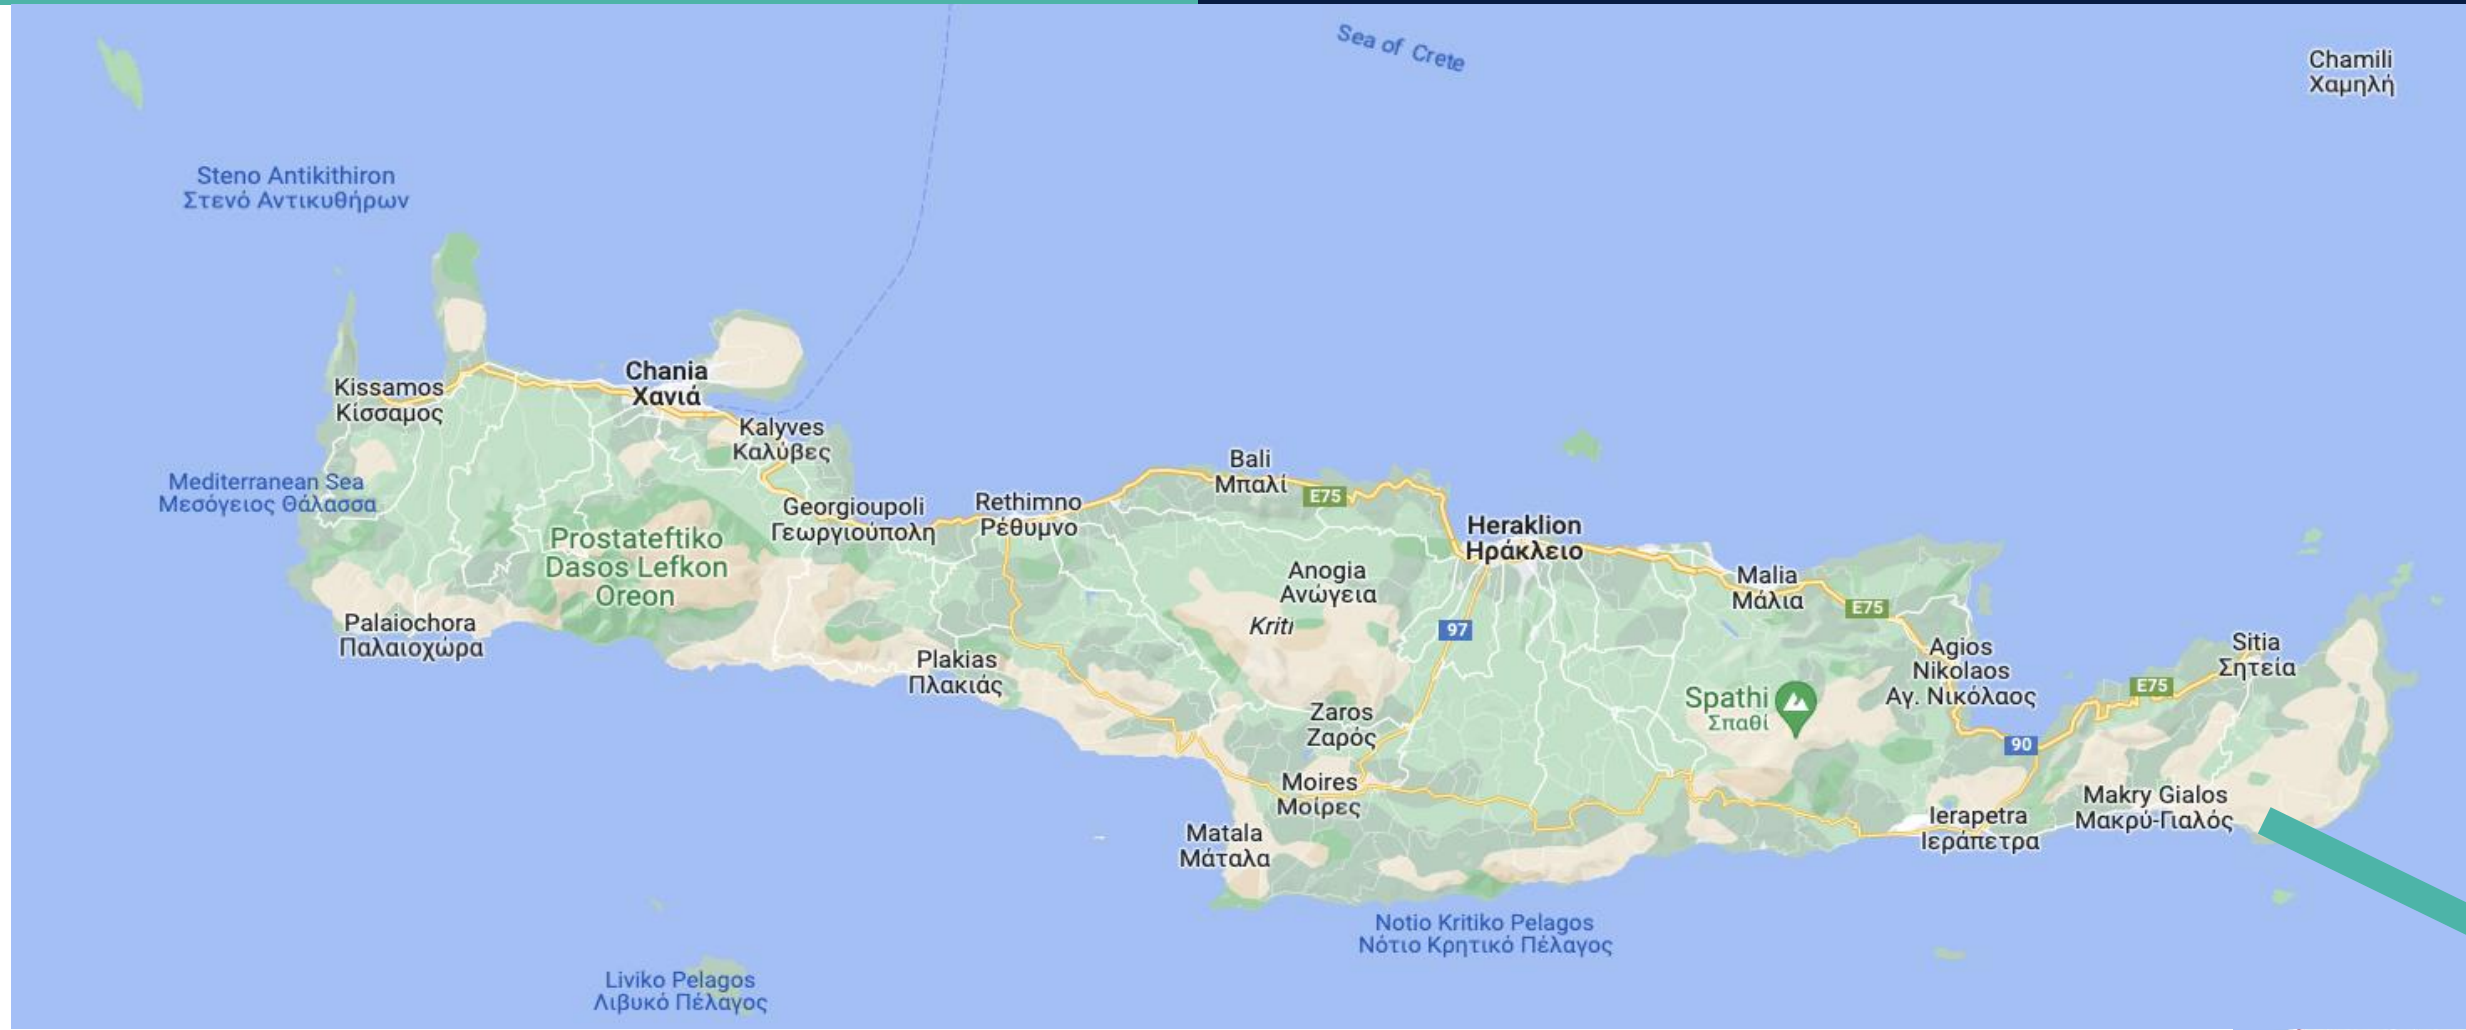 Sea of Crete
Chamili
Χαμηλή
Steno Antikithiron
Στενό Αντικυθήρων
Chania
Χανιά
Kissamos
Κίσσαμος
Kalyves
Καλύβες
Mediterranean Sea
Μεσόγειος Θάλασσα
Bali
Μπαλί
E75
Georgioupoli
Γεωργιούπολη
Rethimno
Ρέθυμνο
Heraklion
Ηράκλειο
Prostateftiko
Dasos Lefkon
Oreon
Anogia
Ανώγεια
Kriti
97
Malia
Μάλια
E75
Palaiochora
Παλαιοχώρα
Plakias
Πλακιάς
Agios
Nikolaos
Αγ. Νικόλαος
Sitia
Σητεία
E75
Spathi
Σπαθί
Zaros
Ζαρός
90
Moires
Μοίρες
Makry Gialos
Μακρύ-Γιαλός
Ierapetra
Ιεράπετρα
Matala
Μάταλα
Notio Kritiko Pelagos
Νότιο Κρητικό Πέλαγος
Liviko Pelagos
Λιβυκό Πέλαγος